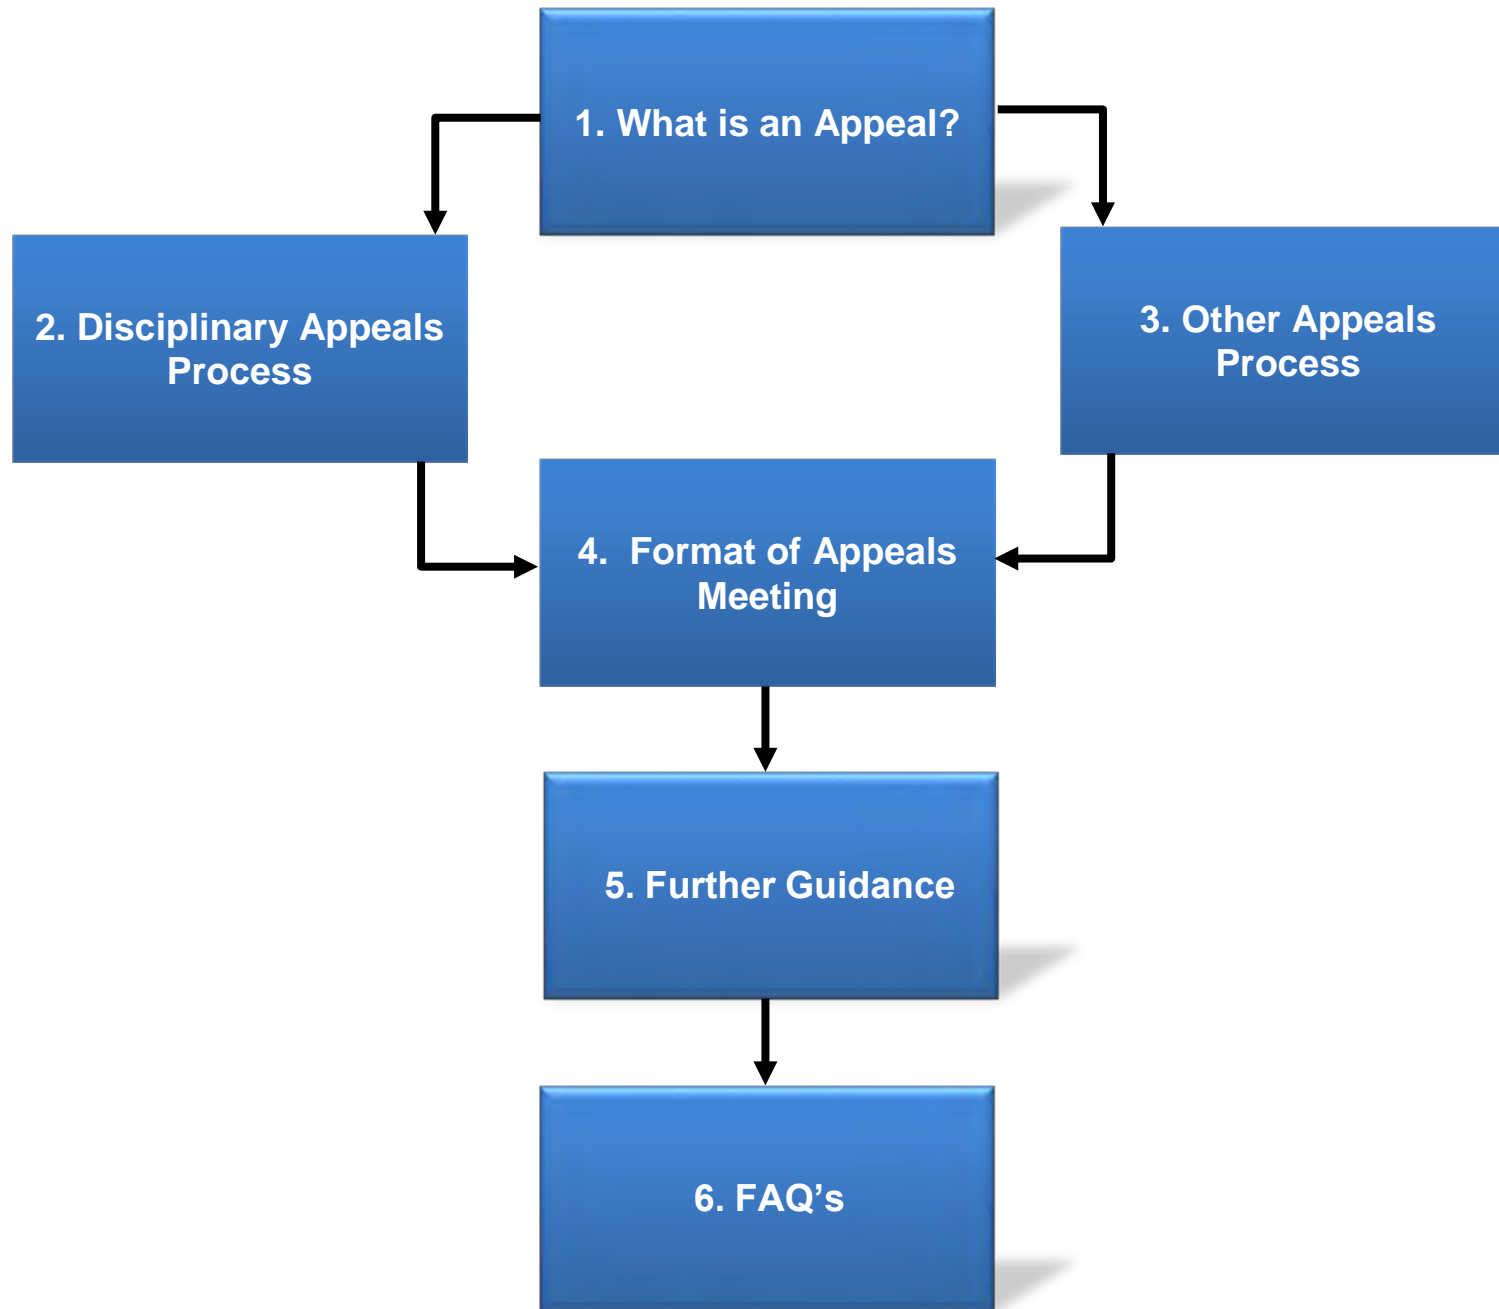 1. What is an Appeal?
2. Disciplinary Appeals
Process
3. Other Appeals
Process
4.  Format of Appeals
Meeting
5. Further Guidance
6. FAQ’s